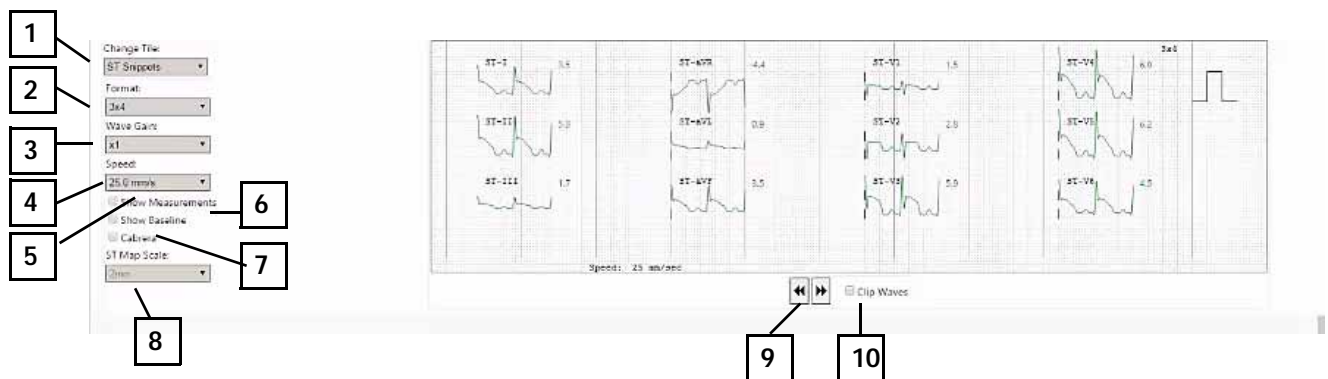 1
Change Tile:
ST Snippets
2
Format:
3x4
3
Wave Gain:
x1
Speed:
4
25.0 mm/s
Show Measurements
6
Show Baseline
5
Cabrera
7
ST Map Scale:
2mm
8
3x4
ST-I 3.5
ST-aVR -4.4
ST-V1 1.5
ST-V4 6.0
ST-II 5.3
ST-aVL 0.9
ST-V2 2.8
ST-V5 6.2
ST-III 1.7
ST-aVF 3.5
ST-V3 5.9
ST-V6 4.5
Speed: 25 mm/sec
Clip Waves
9
10